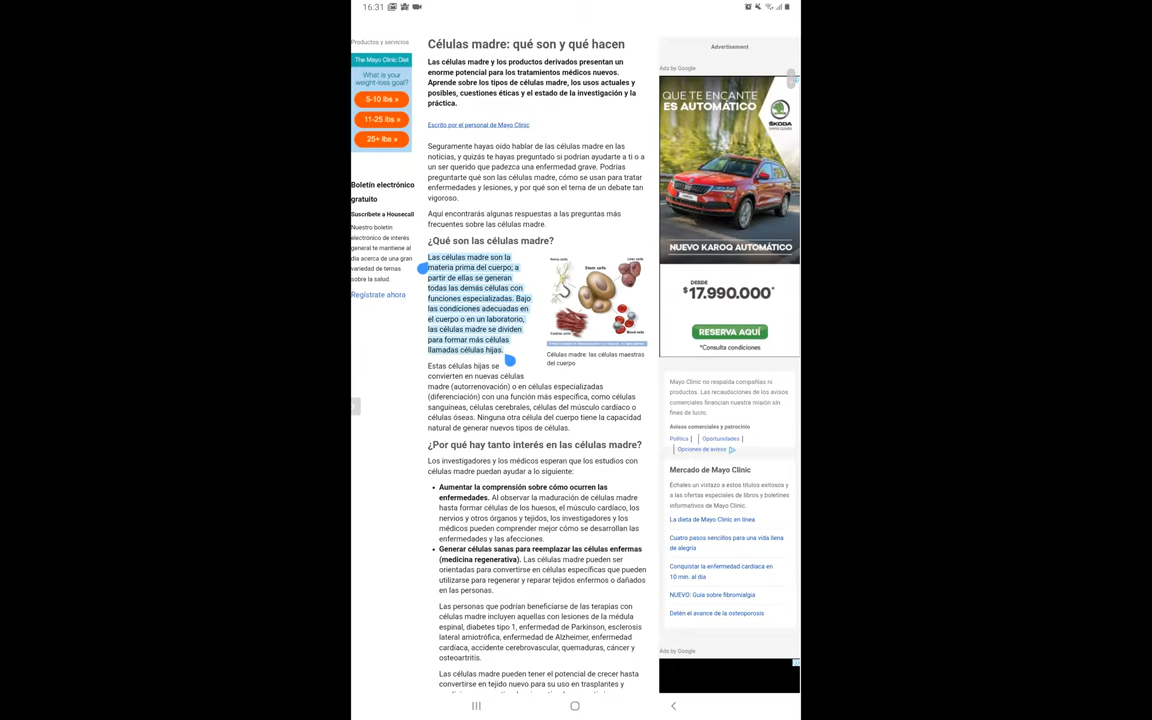 16:31
Productos y servicios
The Mayo Clinic Diet
What is your
weight-loss goal?
5-10 lbs »
11-25 lbs »
25+ lbs »
Boletín electrónico
gratuito
Suscríbete a Housecall
Nuestro boletín
electrónico de interés
general te mantiene al
día acerca de una gran
variedad de temas
sobre la salud.
Regístrate ahora
Células madre: qué son y qué hacen
Las células madre y los productos derivados presentan un
enorme potencial para los tratamientos médicos nuevos.
Aprende sobre los tipos de células madre, los usos actuales y
posibles, cuestiones éticas y el estado de la investigación y la
práctica.
Escrito por el personal de Mayo Clinic
Seguramente hayas oído hablar de las células madre en las
noticias, y quizás te hayas preguntado si podrían ayudarte a ti o a
un ser querido que padezca una enfermedad grave. Podrías
preguntarte qué son las células madre, cómo se usan para tratar
enfermedades y lesiones, y por qué son el tema de un debate tan
vigoroso.
Aquí encontrarás algunas respuestas a las preguntas más
frecuentes sobre las células madre.
¿Qué son las células madre?
Las células madre son la
materia prima del cuerpo; a
partir de ellas se generan
todas las demás células con
funciones especializadas. Bajo
las condiciones adecuadas en
el cuerpo o en un laboratorio,
las células madre se dividen
para formar más células
llamadas células hijas.
Nerve cells
Stem cells
Liver cells
Cardiac cells
Blood cells
Células madre: las células maestras
del cuerpo
Estas células hijas se
convierten en nuevas células
madre (autorrenovación) o en células especializadas
(diferenciación) con una función más específica, como células
sanguíneas, células cerebrales, células del músculo cardíaco o
células óseas. Ninguna otra célula del cuerpo tiene la capacidad
natural de generar nuevos tipos de células.
¿Por qué hay tanto interés en las células madre?
Los investigadores y los médicos esperan que los estudios con
células madre puedan ayudar a lo siguiente:
• Aumentar la comprensión sobre cómo ocurren las
enfermedades. Al observar la maduración de células madre
hasta formar células de los huesos, el músculo cardíaco, los
nervios y otros órganos y tejidos, los investigadores y los
médicos pueden comprender mejor cómo se desarrollan las
enfermedades y las afecciones.
• Generar células sanas para reemplazar las células enfermas
(medicina regenerativa). Las células madre pueden ser
orientadas para convertirse en células específicas que pueden
utilizarse para regenerar y reparar tejidos enfermos o dañados
en las personas.
Las personas que podrían beneficiarse de las terapias con
células madre incluyen aquellas con lesiones de la médula
espinal, diabetes tipo 1, enfermedad de Parkinson, esclerosis
lateral amiotrófica, enfermedad de Alzheimer, enfermedad
cardíaca, accidente cerebrovascular, quemaduras, cáncer y
osteoartritis.
Las células madre pueden tener el potencial de crecer hasta
convertirse en tejido nuevo para su uso en trasplantes y
Advertisement
Ads by Google
QUE TE ENCANTE
ES AUTOMÁTICO
ŠKODA
NUEVO KAROQ AUTOMÁTICO
DESDE
$17.990.000*
RESERVA AQUÍ
*Consulta condiciones
Mayo Clinic no respalda compañías ni
productos. Las recaudaciones de los avisos
comerciales financian nuestra misión sin
fines de lucro.
Avisos comerciales y patrocinio
Política | | Oportunidades |
| Opciones de avisos
Mercado de Mayo Clinic
Échales un vistazo a estos títulos exitosos y
a las ofertas especiales de libros y boletines
informativos de Mayo Clinic.
La dieta de Mayo Clinic en línea
Cuatro pasos sencillos para una vida llena
de alegría
Conquistar la enfermedad cardíaca en
10 min. al día
NUEVO: Guía sobre fibromialgia
Detén el avance de la osteoporosis
Ads by Google